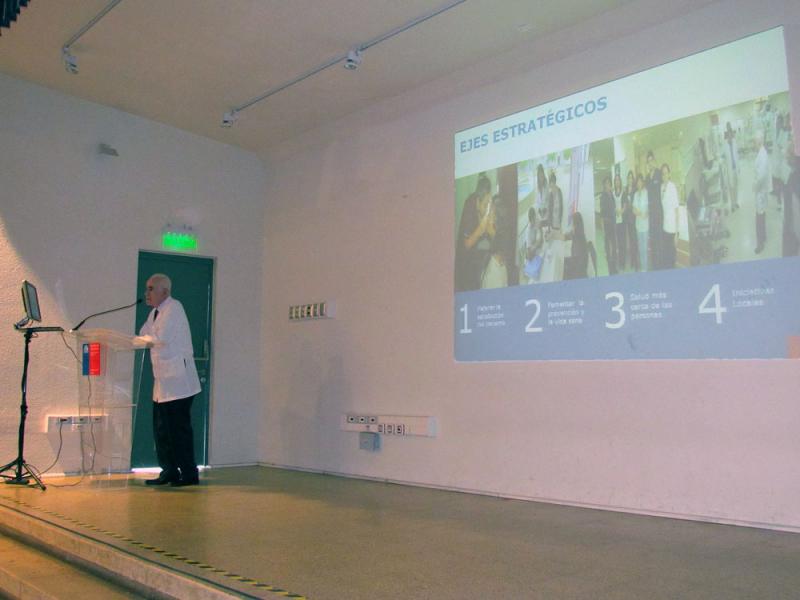 EJES ESTRATÉGICOS
1
satisfacción
2 Fomentar la
prevención y
la vida sana
3 Salud más
cerca de las
personas
4 Iniciativas
Locales